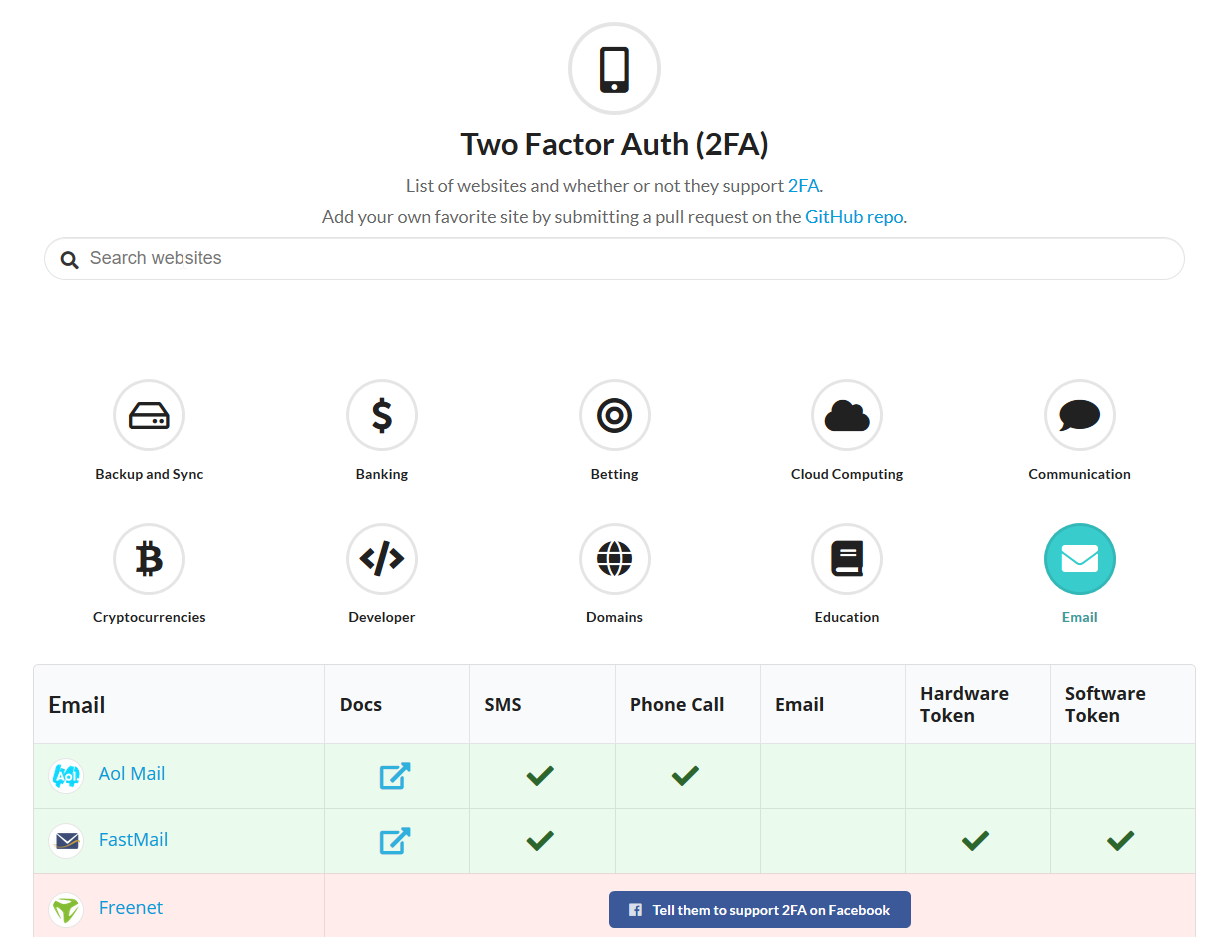 Two Factor Auth (2FA)
List of websites and whether or not they support 2FA.
Add your own favorite site by submitting a pull request on the GitHub repo.
Search websites
Backup and Sync
Banking
Betting
Cloud Computing
Communication
Cryptocurrencies
Developer
Domains
Education
Email
Email
Docs
SMS
Phone Call
Email
Hardware
Token
Software
Token
Aol.
Aol Mail
FastMail
Freenet
Tell them to support 2FA on Facebook